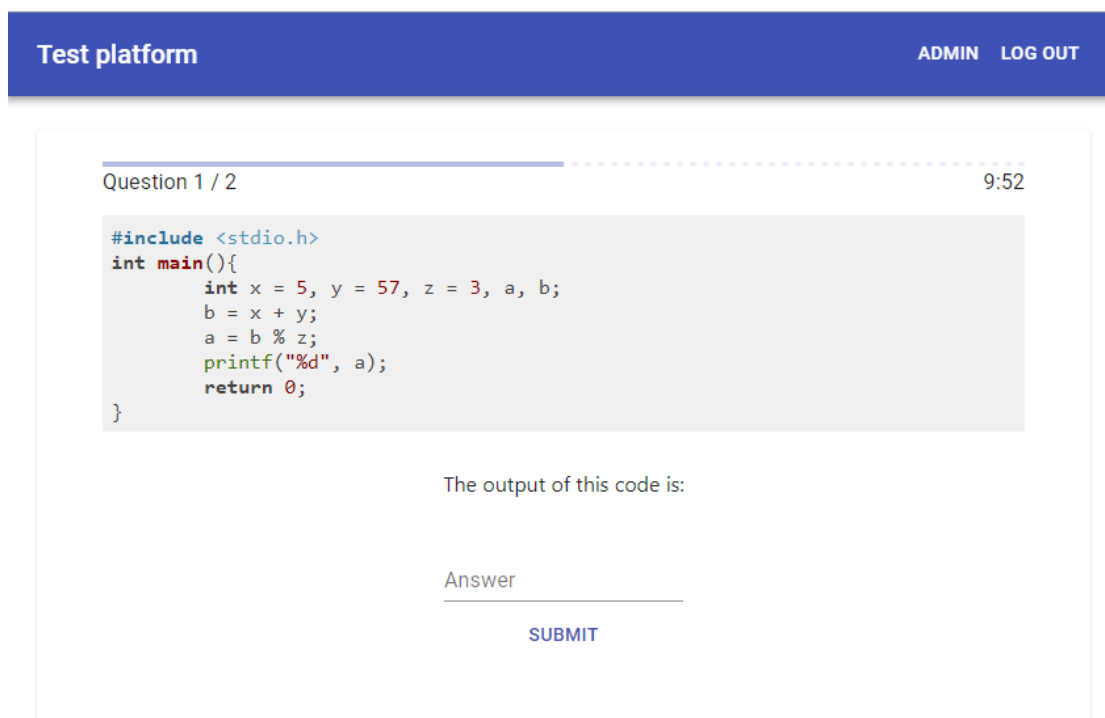 Test platform
ADMIN LOG OUT
Question 1 / 2
9:52
#include <stdio.h>
int main(){
        int x = 5, y = 57, z = 3, a, b;
        b = x + y;
        a = b % z;
        printf("%d", a);
        return 0;
}
The output of this code is:
Answer
SUBMIT